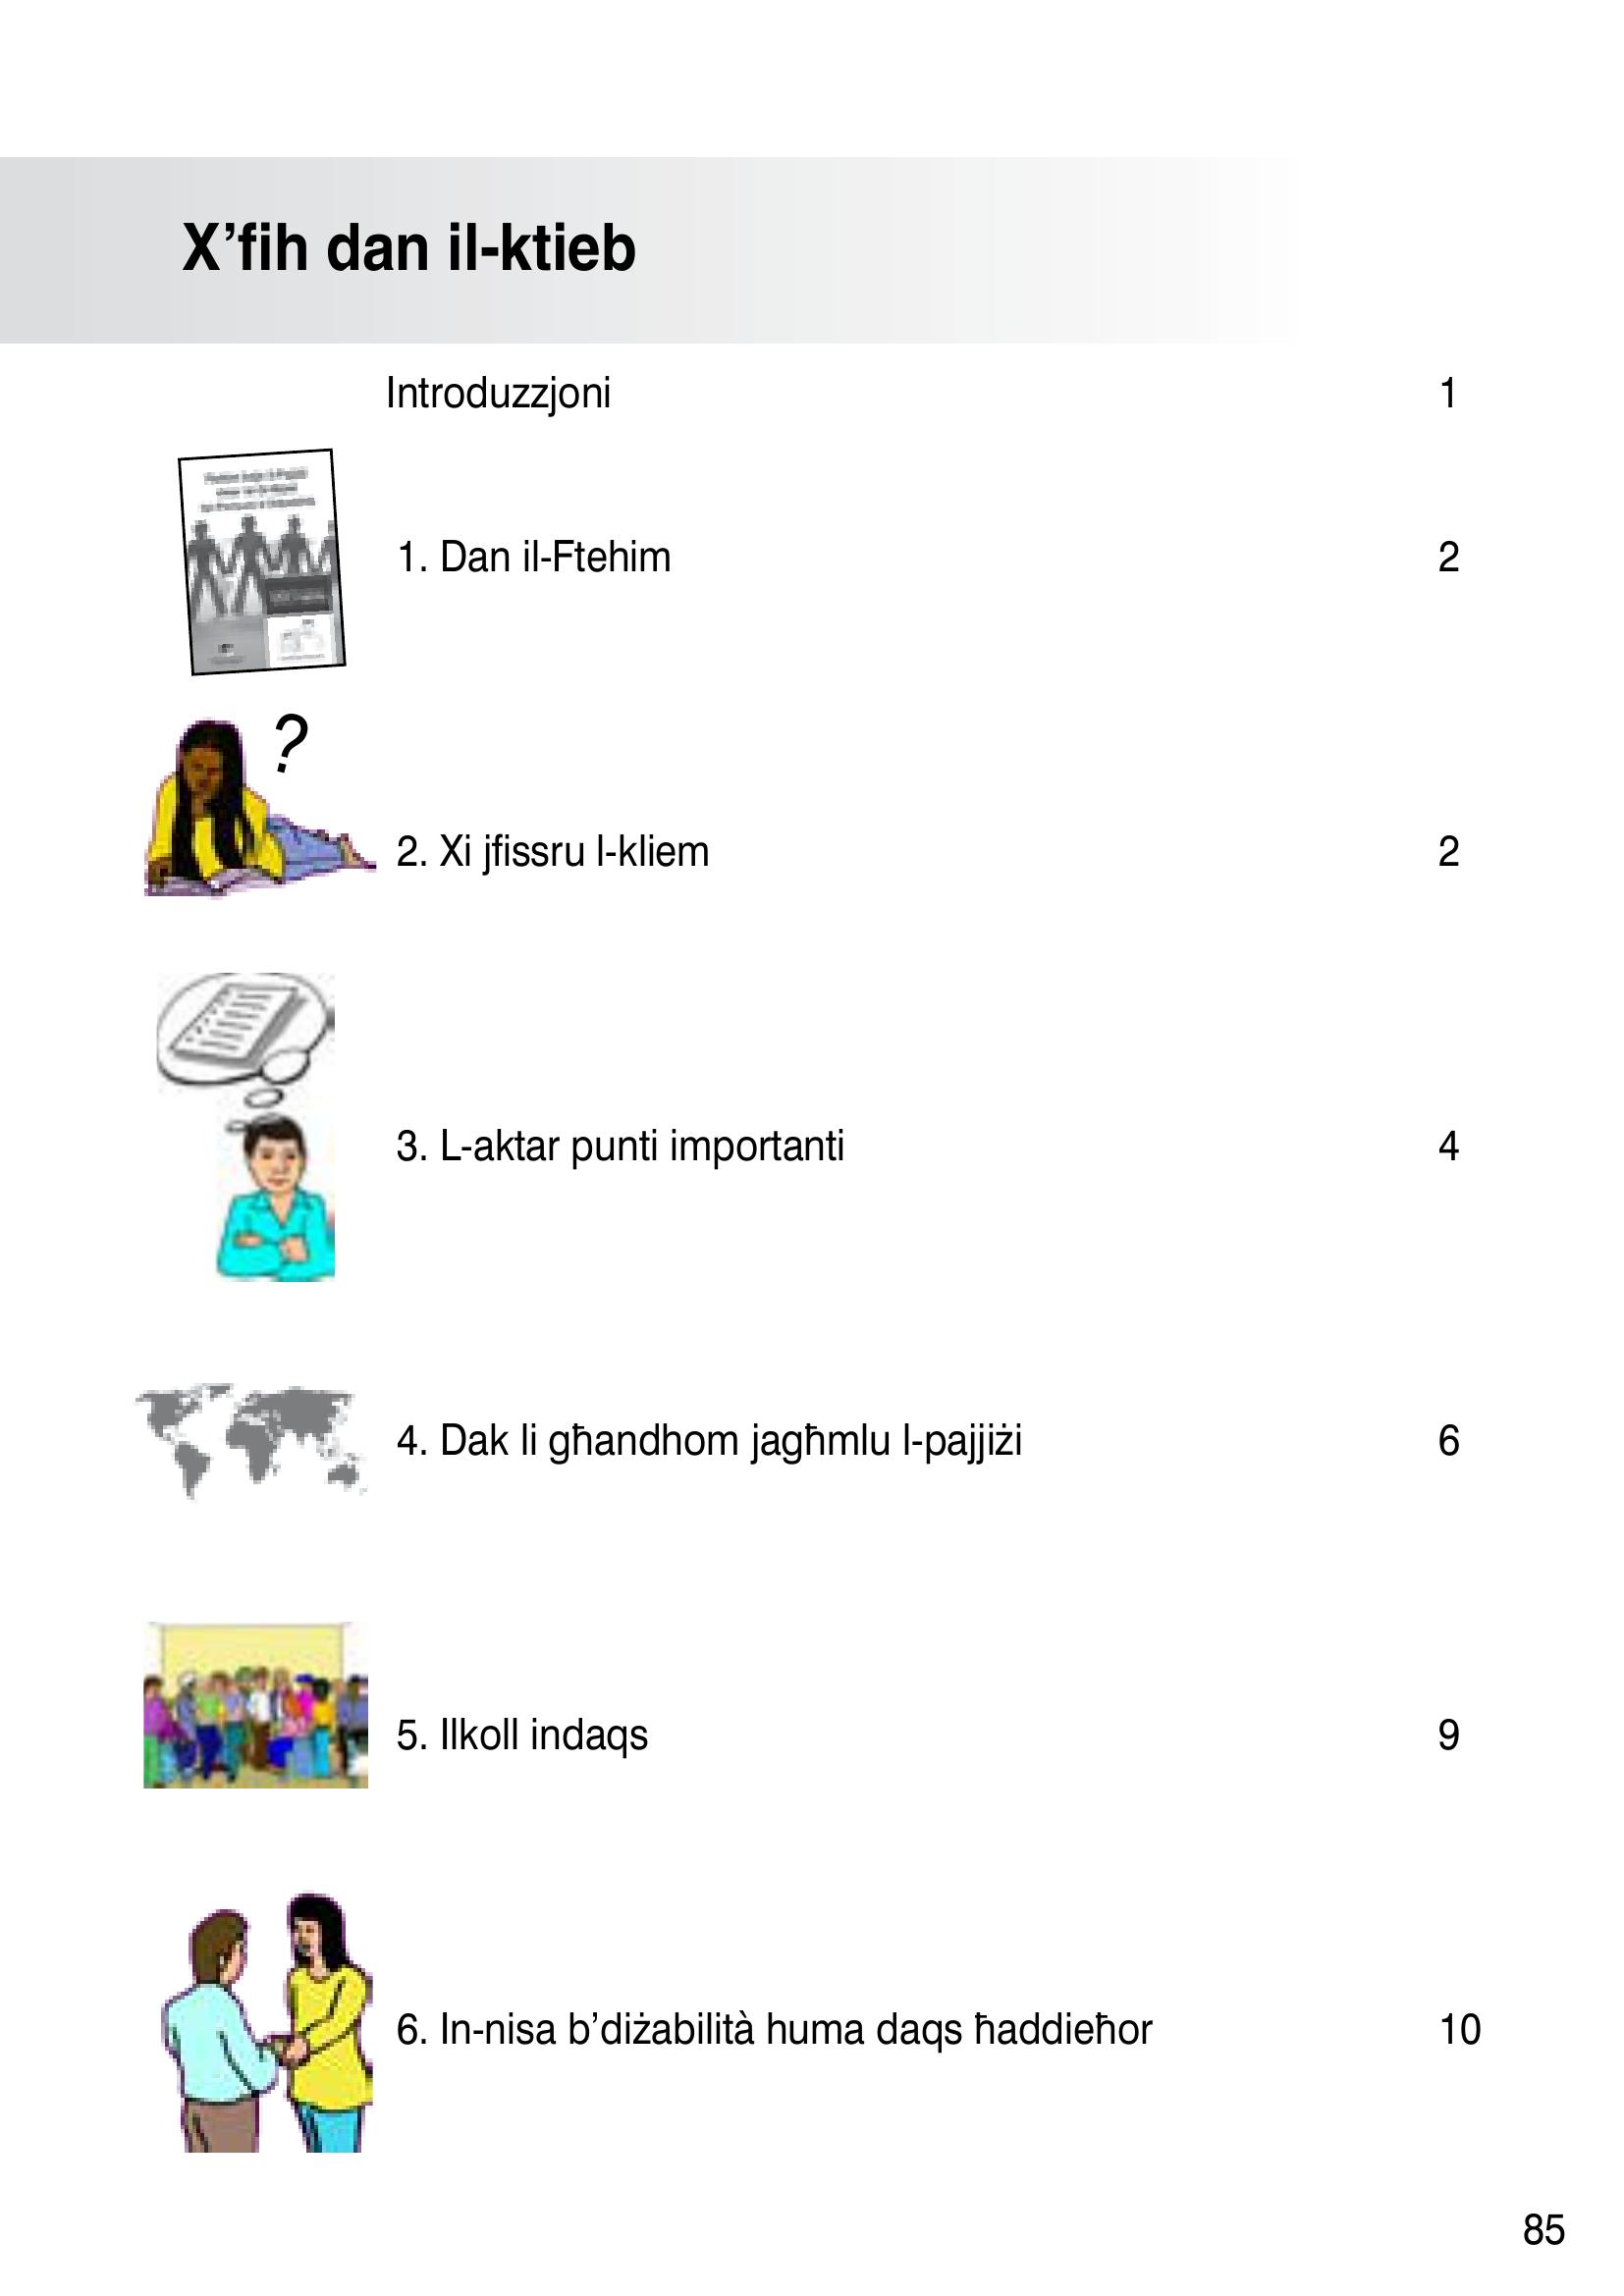 X’fih dan il-ktieb
Introduzzjoni 1
1. Dan il-Ftehim 2
?
2. Xi jfissru l-kliem 2
3. L-aktar punti importanti 4
4. Dak li għandhom jagħmlu l-pajjiżi 6
5. Ilkoll indaqs 9
6. In-nisa b’diżabilità huma daqs ħaddieħor 10
85